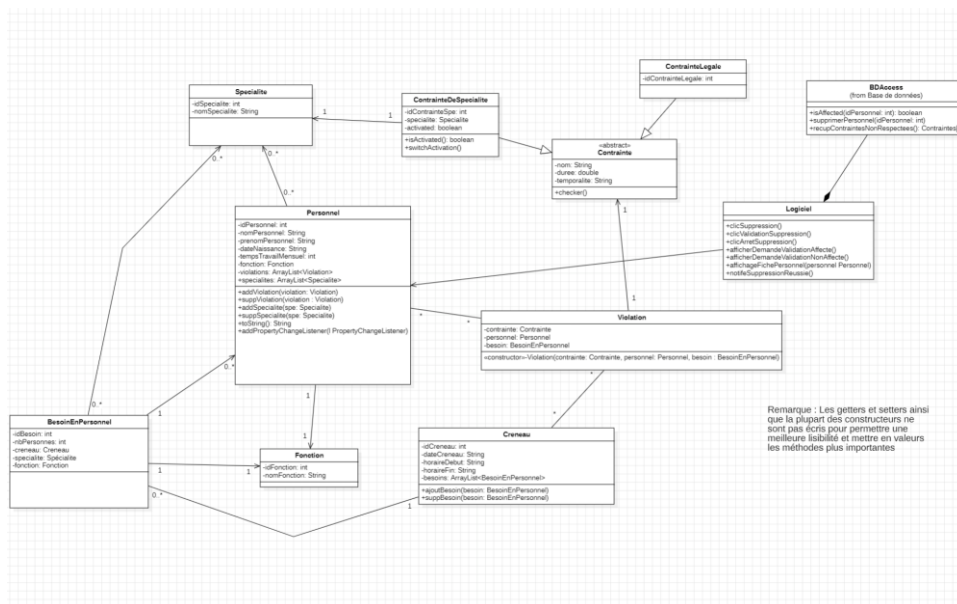 ContrainteLegale
-idContrainteLegale: int
BDAccess
(from Base de données)
+isAffected(idPersonnel: int): boolean
+supprimerPersonnel(idPersonnel: int)
+recupContraintesNonRespectees(): Contraintes
Specialite
-idSpecialite: int
-nomSpecialite: String
ContrainteDeSpecialite
-idContrainteSpe: int
-specialite: Specialite
-activated: boolean
+isActivated(): boolean
+switchActivation()
1
1
«abstract»
Contrainte
-nom: String
-duree: double
-temporalite: String
+checker()
0..*
0..*
0..*
1
Logiciel
+clicSuppression()
+clicValidationSuppression()
+clicArretSuppression()
+afficherDemandeValidationAffecte()
+afficherDemandeValidationNonAffecte()
+affichageFichePersonnel(personnel Personnel)
+notifeSuppressionReussie()
Personnel
-idPersonnel: int
-nomPersonnel: String
-prenomPersonnel: String
-dateNaissance: String
-tempsTravailMensuel: int
-fonction: Fonction
-violations: ArrayList<Violation>
-specialites: ArrayList<Specialite>
+addViolation(violation: Violation)
+suppViolation(violation : Violation)
+addSpecialite(spe: Specialite)
+suppSpecialite(spe: Specialite)
+toString(): String
+addPropertyChangeListener(l PropertyChangeListener)
1
*
*
Violation
-contrainte: Contrainte
-personnel: Personnel
-besoin: BesoinEnPersonnel
«constructor»-Violation(contrainte: Contrainte, personnel: Personnel, besoin : BesoinEnPersonnel)
0..*
*
1
0..*
1
*
BesoinEnPersonnel
-idBesoin: int
-nbPersonnes: int
-creneau: Creneau
-specialite: Spécialité
-fonction: Fonction
1
1
1
0..*
Fonction
-idFonction: int
-nomFonction: String
Creneau
-idCreneau: int
-dateCreneau: String
-horaireDebut: String
-horaireFin: String
-besoins: ArrayList<BesoinEnPersonnel>
+ajoutBesoin(besoin: BesoinEnPersonnel)
+suppBesoin(besoin: BesoinEnPersonnel)
1
Remarque : Les getters et setters ainsi
que la plupart des constructeurs ne
sont pas écris pour permettre une
meilleure lisibilité et mettre en valeurs
les méthodes plus importantes